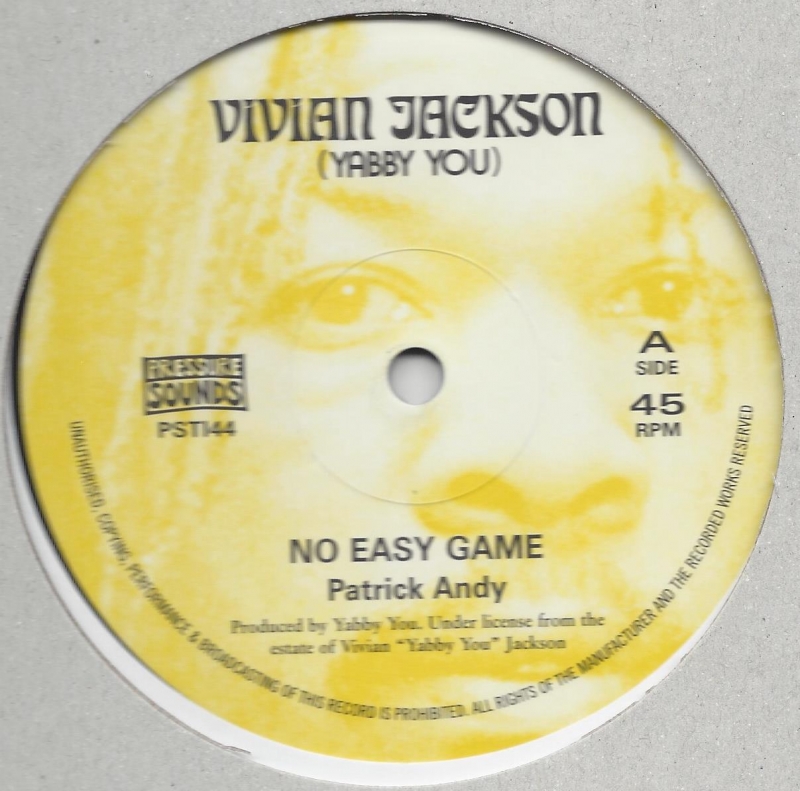 VIVIAN JACKSON
(YABBY YOU)
PRESSURE
SOUNDS
PST144
A
SIDE
45
RPM
NO EASY GAME
Patrick Andy
Produced by Yabby You. Under license from the
estate of Vivian "Yabby You" Jackson
UNAUTHORISED, COPYING, PERFORMANCE & BROADCASTING OF THIS RECORD IS PROHIBITED. ALL RIGHTS OF THE MANUFACTURER AND THE RECORDED WORKS RESERVED